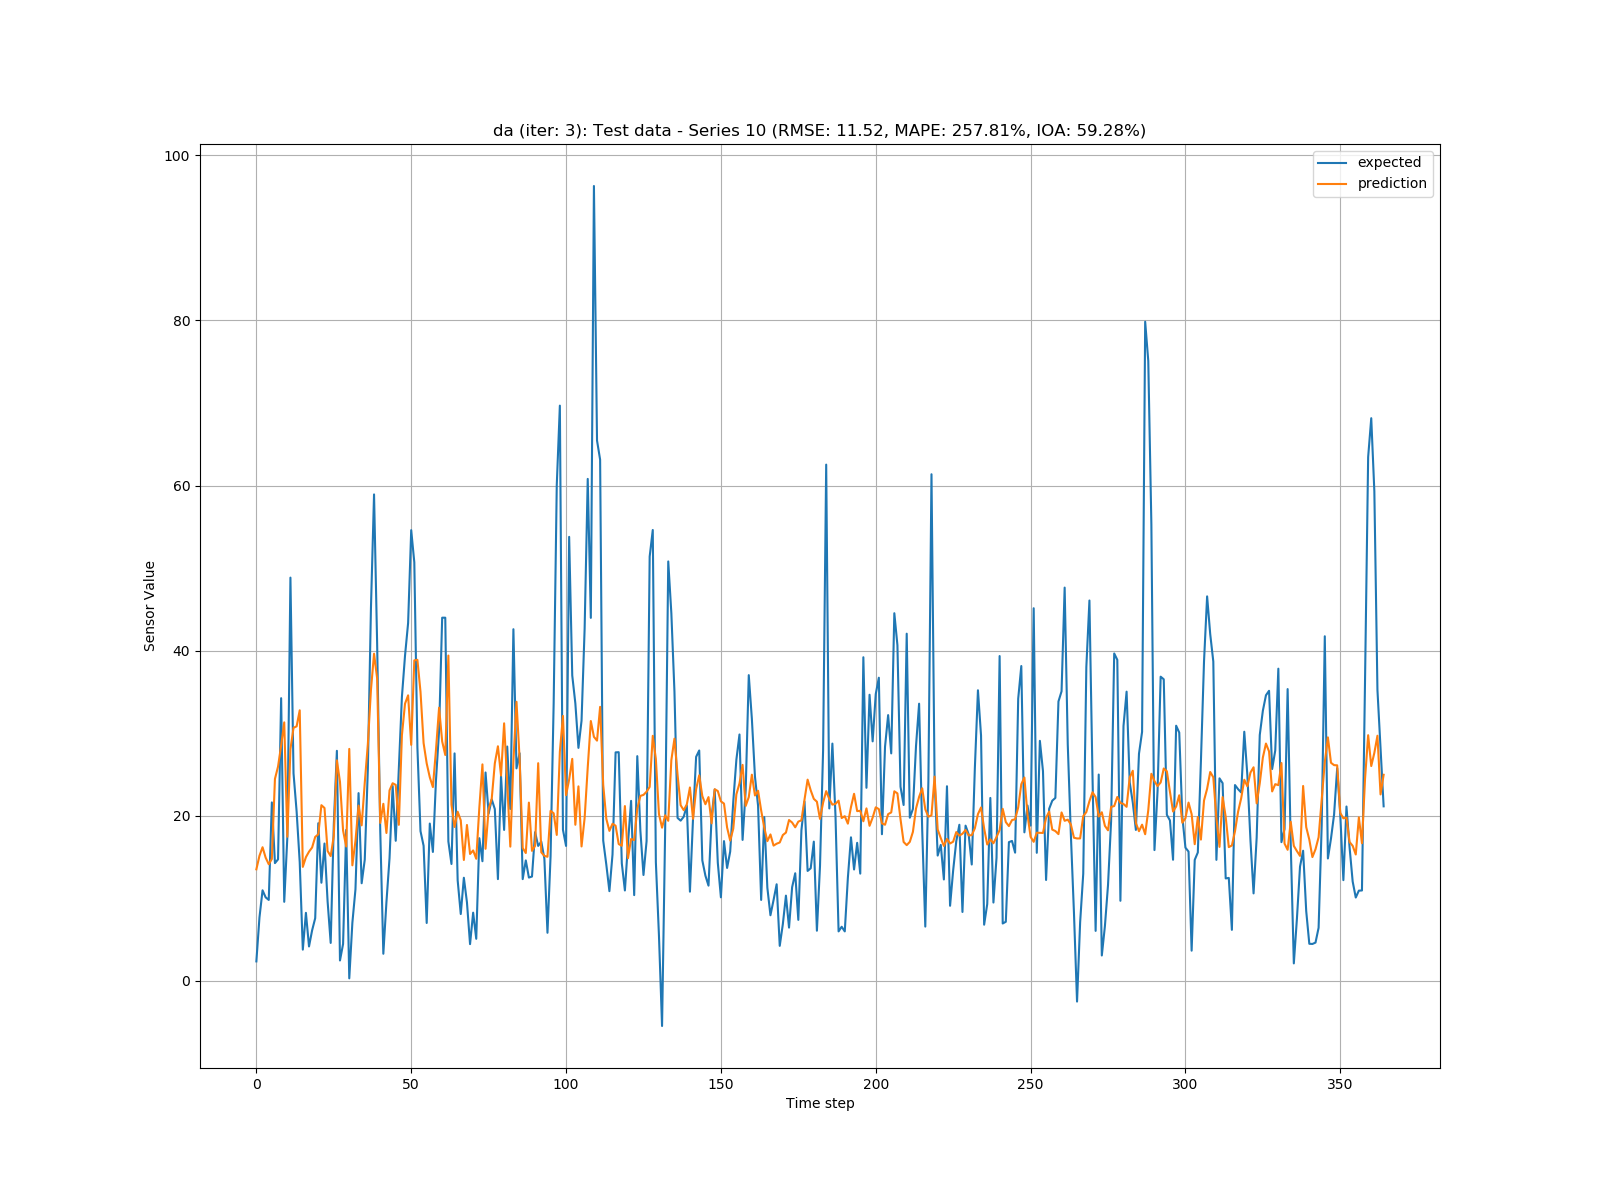 da (iter: 3): Test data - Series 10 (RMSE: 11.52, MAPE: 257.81%, IOA: 59.28%)
expected
prediction
100
80
60
40
20
0
Sensor Value
0 50 100 150 200 250 300 350
Time step